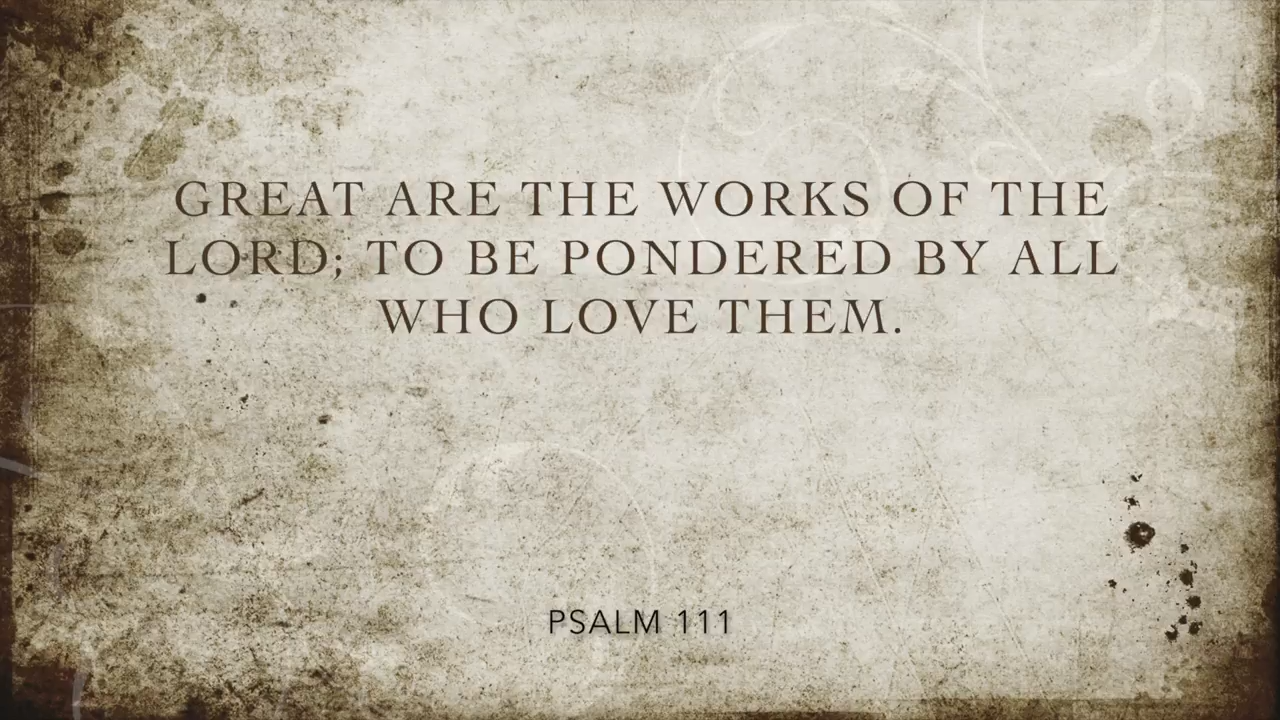 GREAT ARE THE WORKS OF THE
LORD; TO BE PONDERED BY ALL
WHO LOVE THEM.
PSALM 111